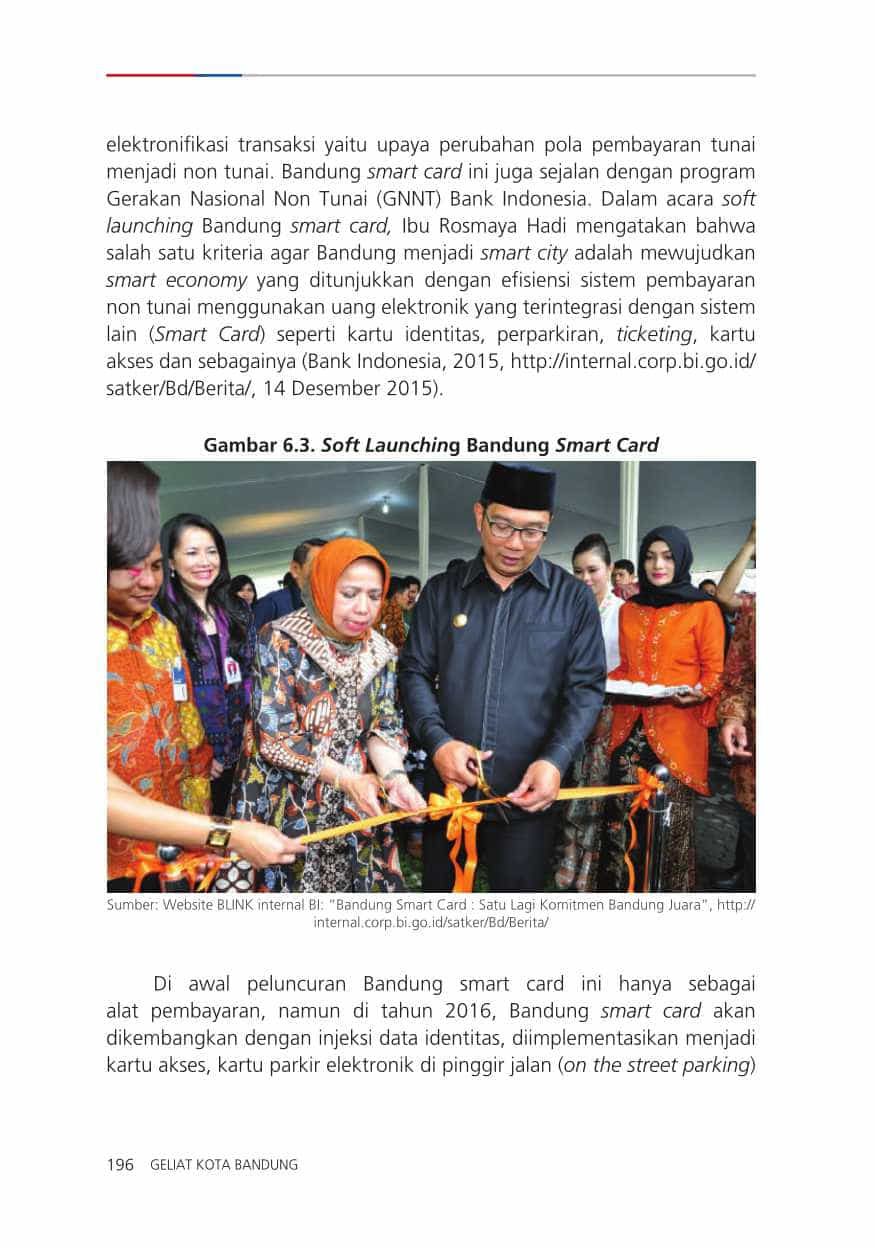 elektronifikasi transaksi yaitu upaya perubahan pola pembayaran tunai
menjadi non tunai. Bandung smart card ini juga sejalan dengan program
Gerakan Nasional Non Tunai (GNNT) Bank Indonesia. Dalam acara soft
launching Bandung smart card, Ibu Rosmaya Hadi mengatakan bahwa
salah satu kriteria agar Bandung menjadi smart city adalah mewujudkan
smart economy yang ditunjukkan dengan efisiensi sistem pembayaran
non tunai menggunakan uang elektronik yang terintegrasi dengan sistem
lain (Smart Card) seperti kartu identitas, perparkiran, ticketing, kartu
akses dan sebagainya (Bank Indonesia, 2015, http://internal.corp.bi.go.id/
satker/Bd/Berita/, 14 Desember 2015).
Gambar 6.3. Soft Launching Bandung Smart Card
Sumber: Website BLINK internal BI: "Bandung Smart Card : Satu Lagi Komitmen Bandung Juara", http://
internal.corp.bi.go.id/satker/Bd/Berita/
Di awal peluncuran Bandung smart card ini hanya sebagai
alat pembayaran, namun di tahun 2016, Bandung smart card akan
dikembangkan dengan injeksi data identitas, diimplementasikan menjadi
kartu akses, kartu parkir elektronik di pinggir jalan (on the street parking)
196 GELIAT KOTA BANDUNG